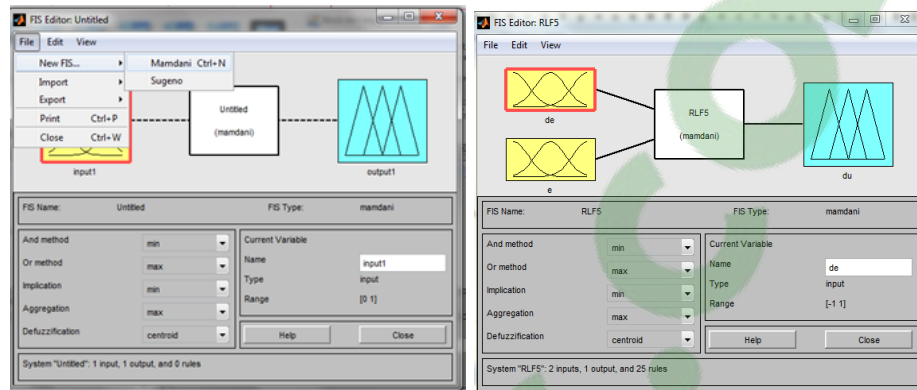 FIS Editor: Untitled
File Edit View
New FIS...
Mamdani Ctrl+N
Import
Sugeno
Export
Print Ctrl+P
Close Ctrl+W
Untitled
(mamdani)
input1
output1
FIS Name: Untitled FIS Type: mamdani
And method min
Or method max
Implication min
Aggregation max
Defuzzification centroid
Current Variable
Name input1
Type input
Range [0 1]
Help Close
System "Untitled": 1 input, 1 output, and 0 rules
FIS Editor: RLF5
File Edit View
de
e
RLF5
(mamdani)
du
FIS Name: RLF5 FIS Type: mamdani
And method min
Or method max
Implication min
Aggregation max
Defuzzification centroid
Current Variable
Name de
Type input
Range [-1 1]
Help Close
System "RLF5": 2 inputs, 1 output, and 25 rules